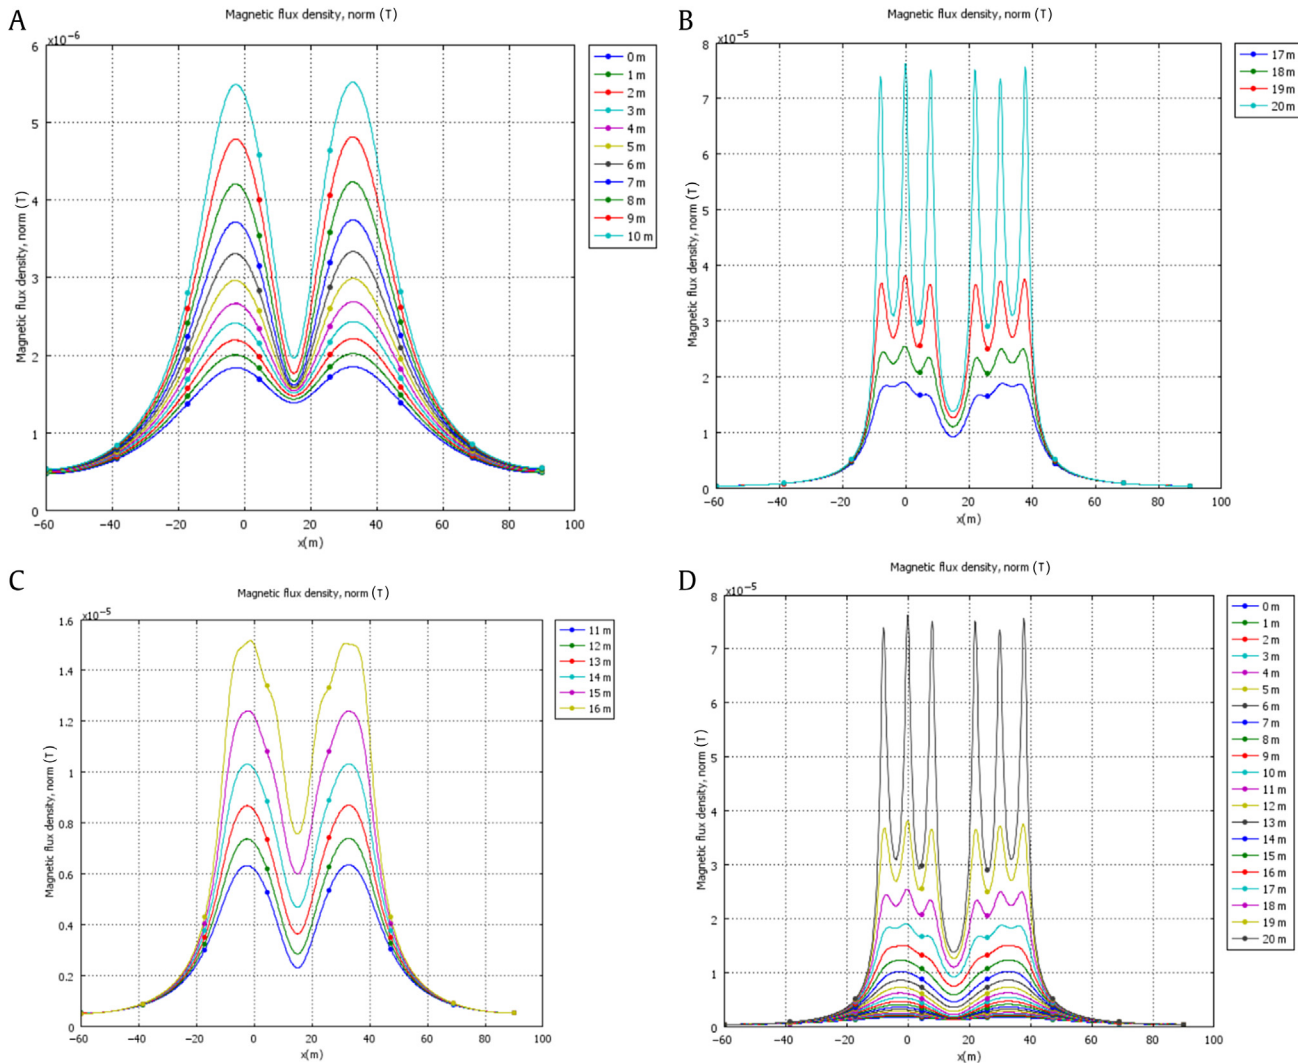 A
Magnetic flux density, norm (T)
x10⁻⁶
6
5
4
3
2
1
0
Magnetic flux density, norm (T)
−60 −40 −20 0 20 40 60 80 100
x(m)
0 m
1 m
2 m
3 m
4 m
5 m
6 m
7 m
8 m
9 m
10 m
B
Magnetic flux density, norm (T)
x10⁻⁵
8
7
6
5
4
3
2
1
0
Magnetic flux density, norm (T)
−60 −40 −20 0 20 40 60 80 100
x(m)
17 m
18 m
19 m
20 m
C
Magnetic flux density, norm (T)
x10⁻⁵
1.6
1.4
1.2
1
0.8
0.6
0.4
0.2
0
Magnetic flux density, norm (T)
−60 −40 −20 0 20 40 60 80 100
x(m)
11 m
12 m
13 m
14 m
15 m
16 m
D
Magnetic flux density, norm (T)
x10⁻⁵
8
7
6
5
4
3
2
1
0
Magnetic flux density, norm (T)
−60 −40 −20 0 20 40 60 80 100
x(m)
0 m
1 m
2 m
3 m
4 m
5 m
6 m
7 m
8 m
9 m
10 m
11 m
12 m
13 m
14 m
15 m
16 m
17 m
18 m
19 m
20 m